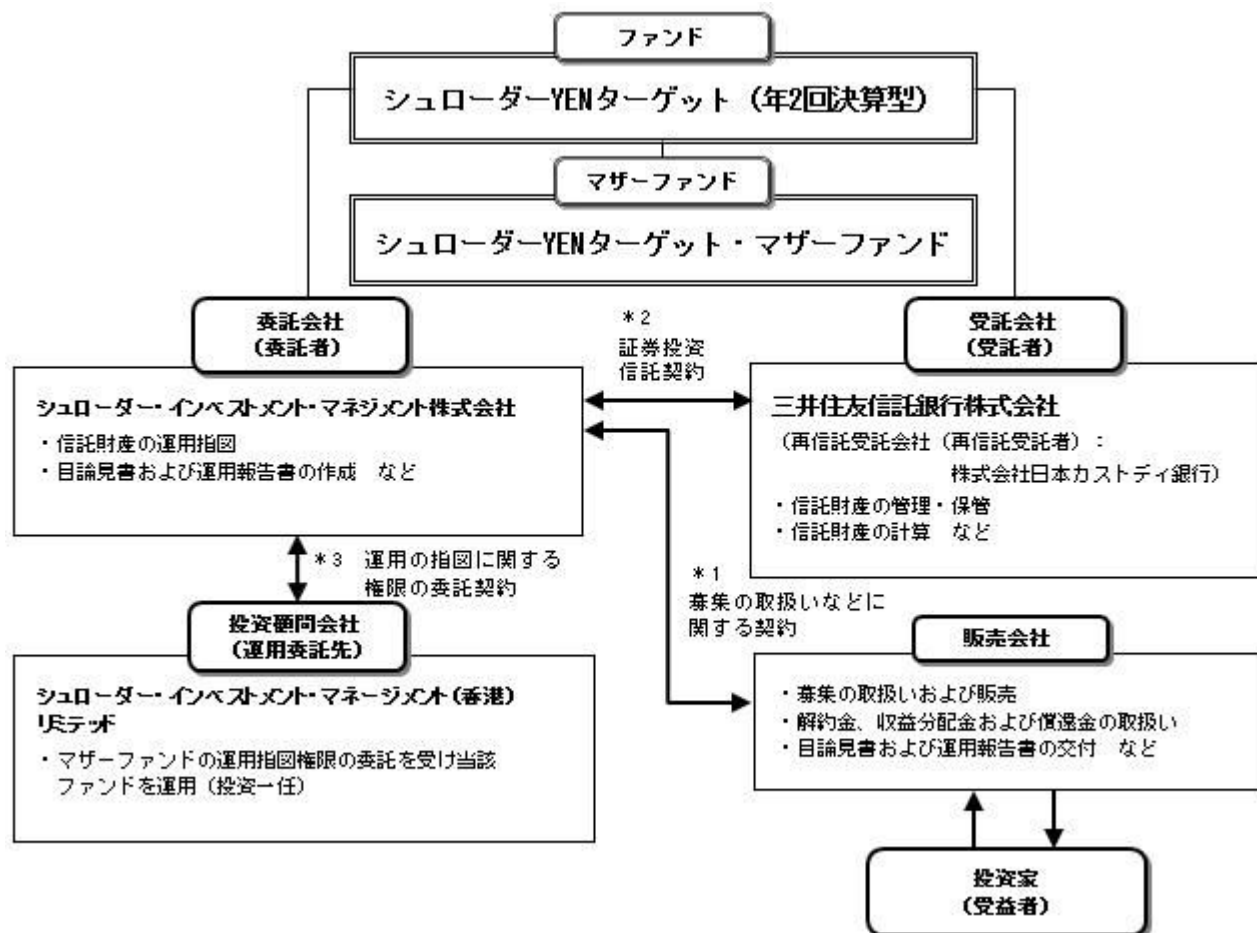 ファンド
シュローダーYENターゲット（年2回決算型）
マザーファンド
シュローダーYENターゲット・マザーファンド
委託会社
（委託者）
シュローダー・インベストメント・マネジメント株式会社
・信託財産の運用指図
・目論見書および運用報告書の作成　など
＊2
証券投資
信託契約
受託会社
（受託者）
三井住友信託銀行株式会社
（再信託受託会社（再信託受託者）：
株式会社日本カストディ銀行）
・信託財産の管理・保管
・信託財産の計算　など
＊3　運用の指図に関する
権限の委託契約
＊1
募集の取扱いなどに
関する契約
投資顧問会社
（運用委託先）
シュローダー・インベストメント・マネージメント（香港）
リミテッド
・マザーファンドの運用指図権限の委託を受け当該
ファンドを運用（投資一任）
販売会社
・募集の取扱いおよび販売
・解約金、収益分配金および償還金の取扱い
・目論見書および運用報告書の交付　など
投資家
（受益者）